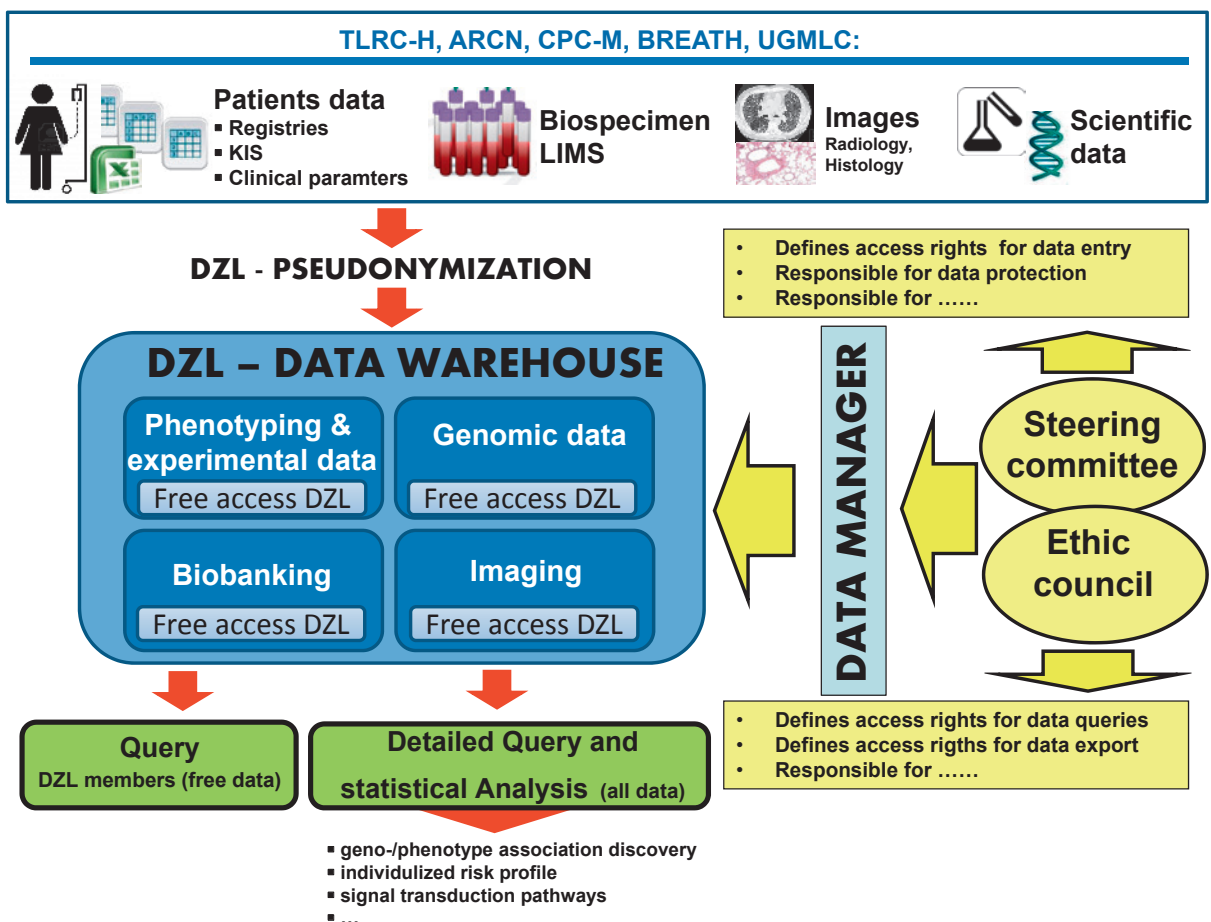 TLRC-H, ARCN, CPC-M, BREATH, UGMLC:
Patients data
▪ Registries
▪ KIS
▪ Clinical paramters
Biospecimen
LIMS
Images
Radiology,
Histology
Scientific
data
DZL - PSEUDONYMIZATION
• Defines access rights for data entry
• Responsible for data protection
• Responsible for ……
DZL – DATA WAREHOUSE
Phenotyping &
experimental data
Free access DZL
Genomic data
Free access DZL
Biobanking
Free access DZL
Imaging
Free access DZL
DATA MANAGER
Steering
committee
Ethic
council
• Defines access rights for data queries
• Defines access rigths for data export
• Responsible for ……
Query
DZL members (free data)
Detailed Query and
statistical Analysis (all data)
▪ geno-/phenotype association discovery
▪ individulized risk profile
▪ signal transduction pathways
▪ ...